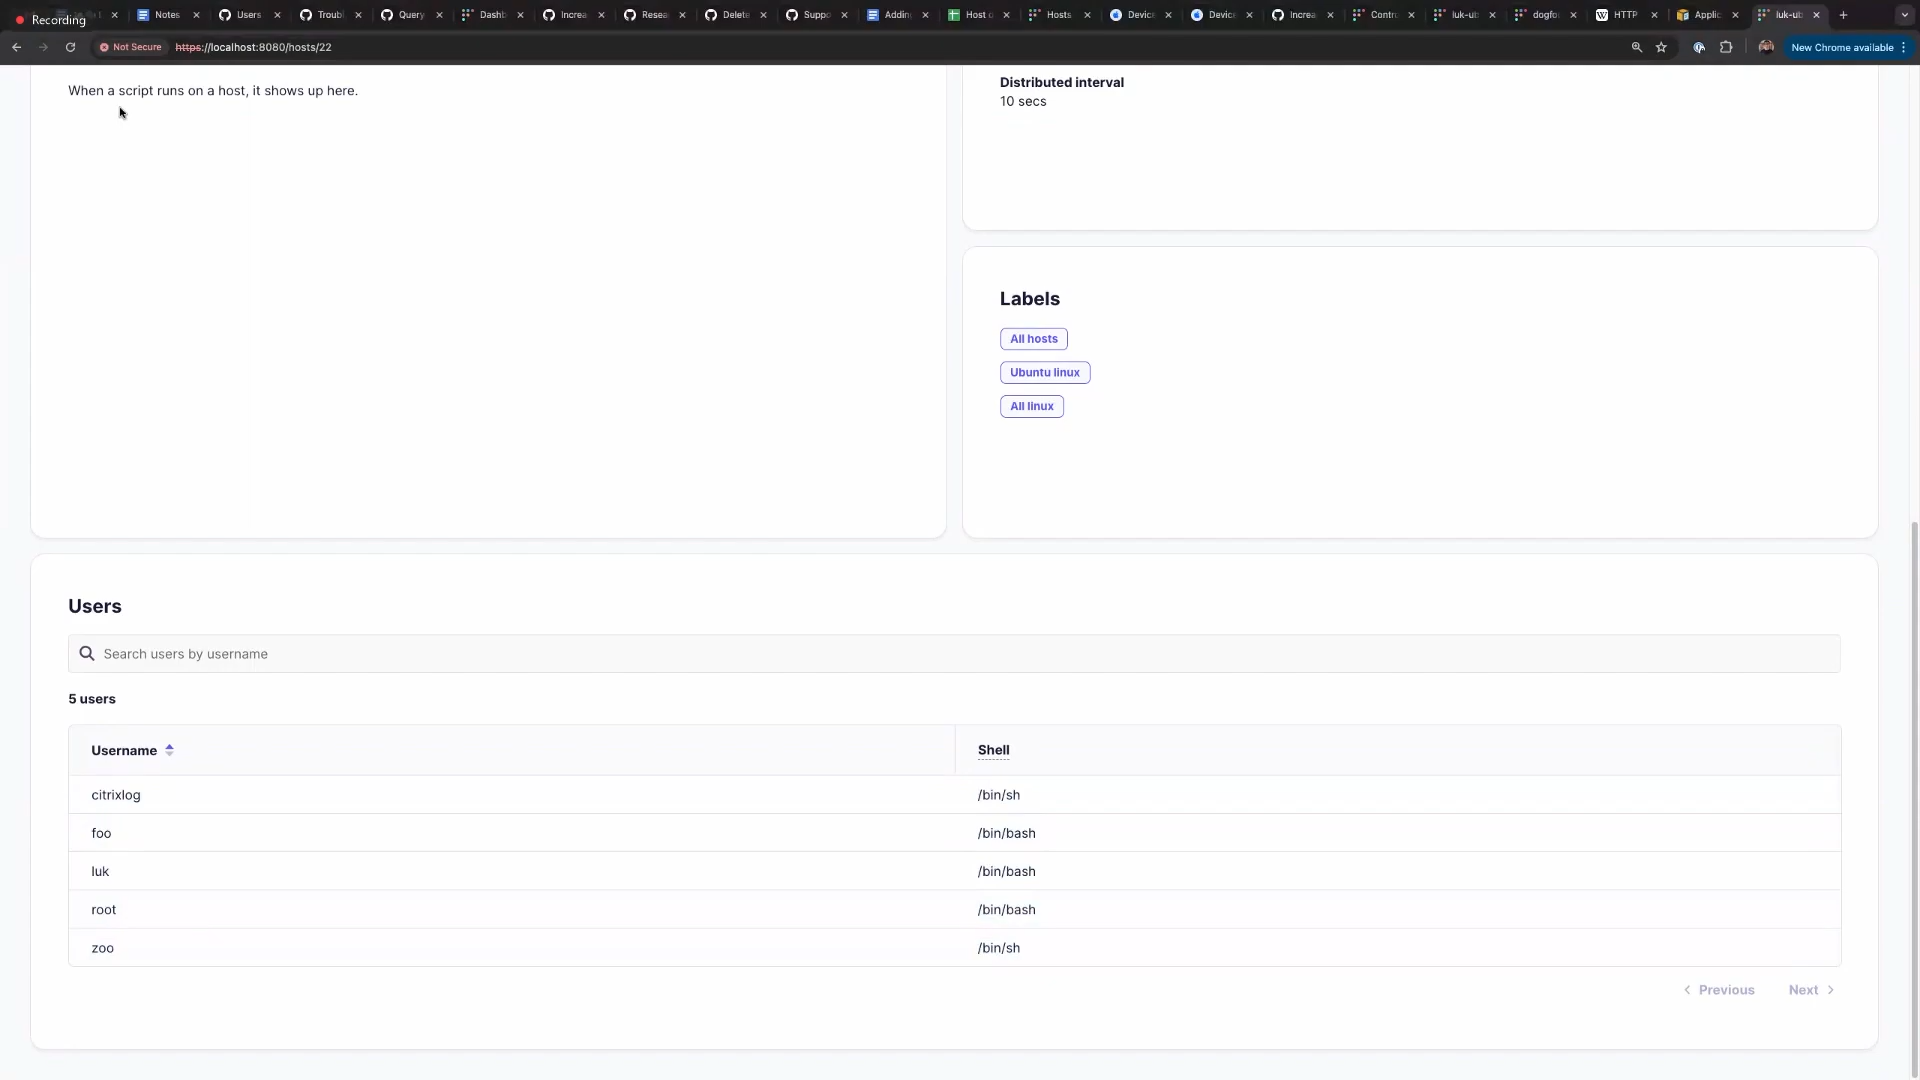 Recording
Notes
Users
Troubl
Query
Dashb
Increa
Resea
Delete
Suppo
Adding
Host o
Hosts
Device
Device
Increa
Contro
luk-ub
dogfo
HTTP
Applic
luk-ub
Not Secure
https://localhost:8080/hosts/22
New Chrome available
When a script runs on a host, it shows up here.
Distributed interval
10 secs
Labels
All hosts
Ubuntu linux
All linux
Users
Search users by username
5 users
Username
Shell
citrixlog
/bin/sh
foo
/bin/bash
luk
/bin/bash
root
/bin/bash
zoo
/bin/sh
Previous
Next